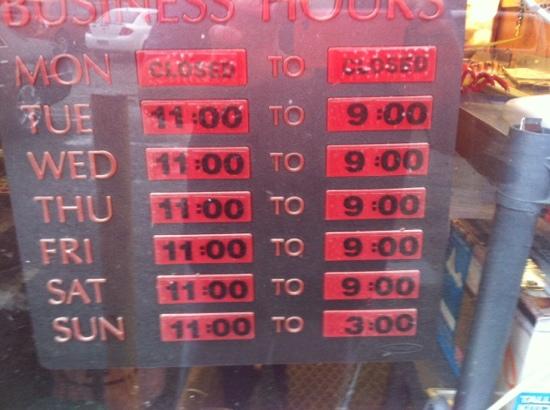 BUSINESS HOURS
MON CLOSED TO CLOSED
TUE 11:00 TO 9:00
WED 11:00 TO 9:00
THU 11:00 TO 9:00
FRI 11:00 TO 9:00
SAT 11:00 TO 9:00
SUN 11:00 TO 3:00